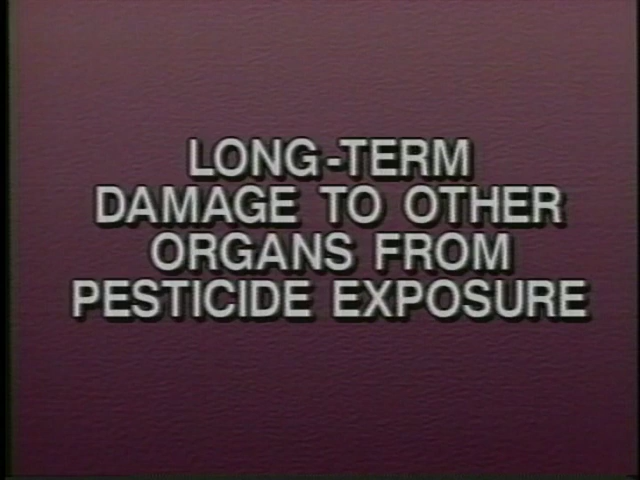 LONG-TERM
DAMAGE TO OTHER
ORGANS FROM
PESTICIDE EXPOSURE